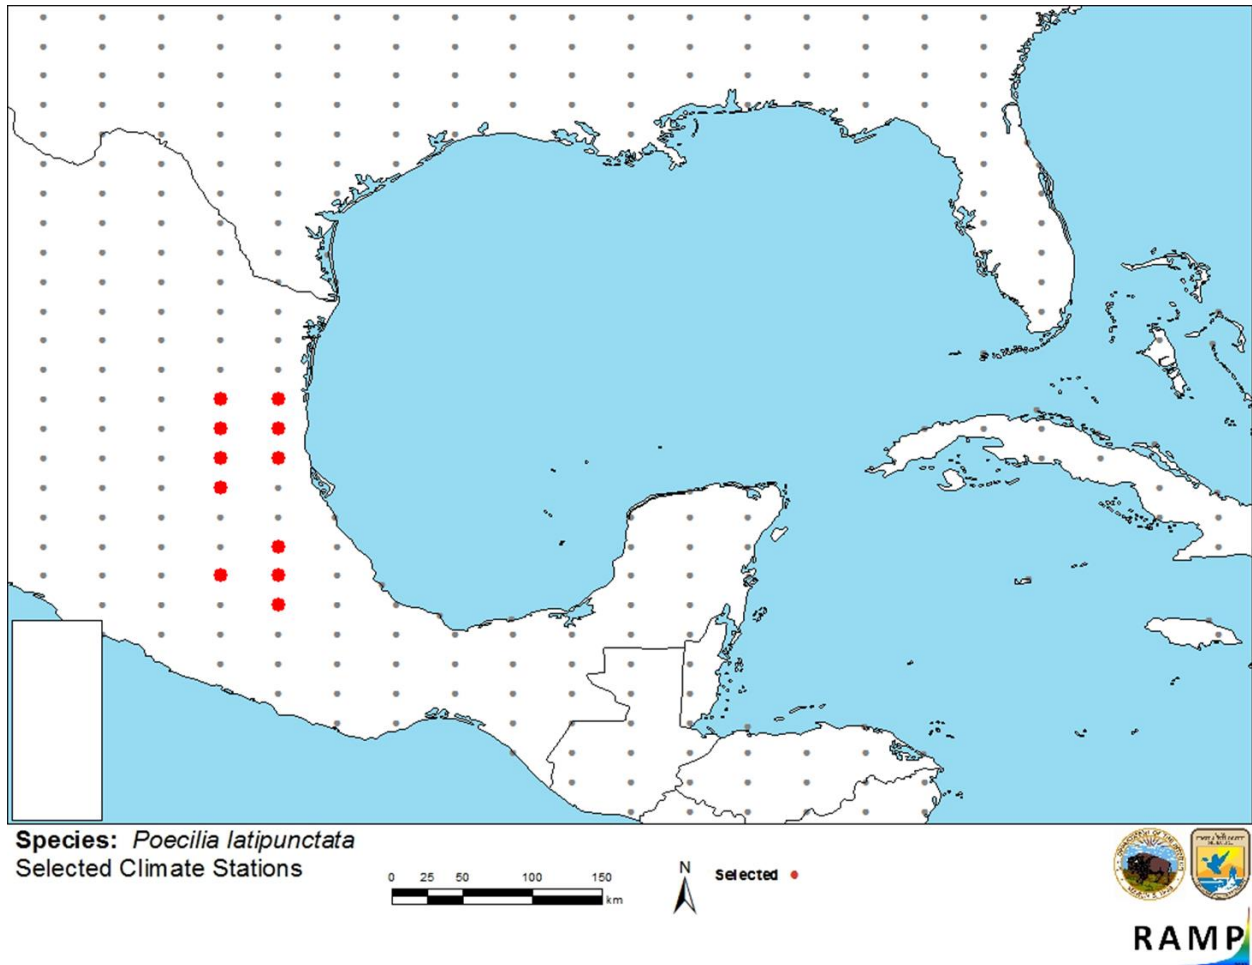 Species: Poecilia latipunctata
Selected Climate Stations
0 25 50 100 150
km
N
Selected
RAMP